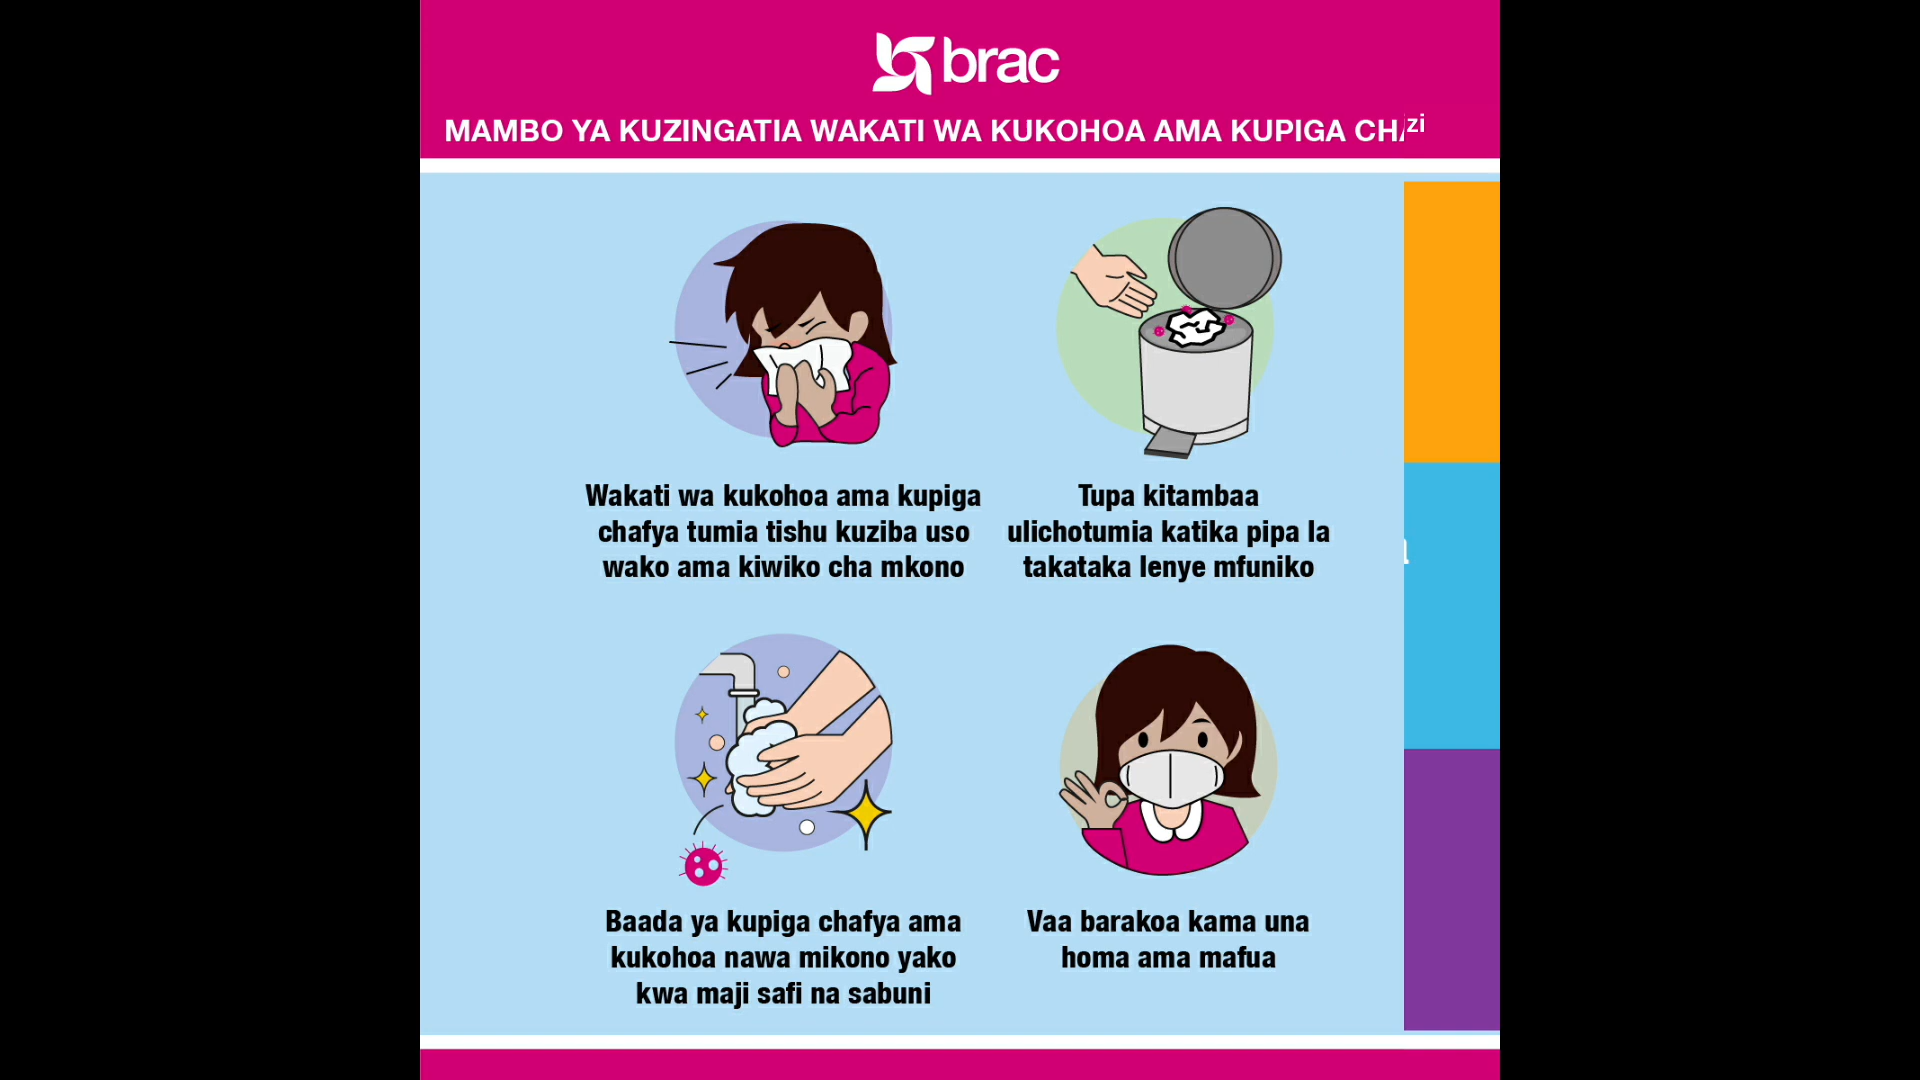 brac
MAMBO YA KUZINGATIA WAKATI WA KUKOHOA AMA KUPIGA
zi
Wakati wa kukohoa ama kupiga
chafya tumia tishu kuziba uso
wako ama kiwiko cha mkono
Tupa kitambaa
ulichotumia katika pipa la
takataka lenye mfuniko
Baada ya kupiga chafya ama
kukohoa nawa mikono yako
kwa maji safi na sabuni
Vaa barakoa kama una
homa ama mafua